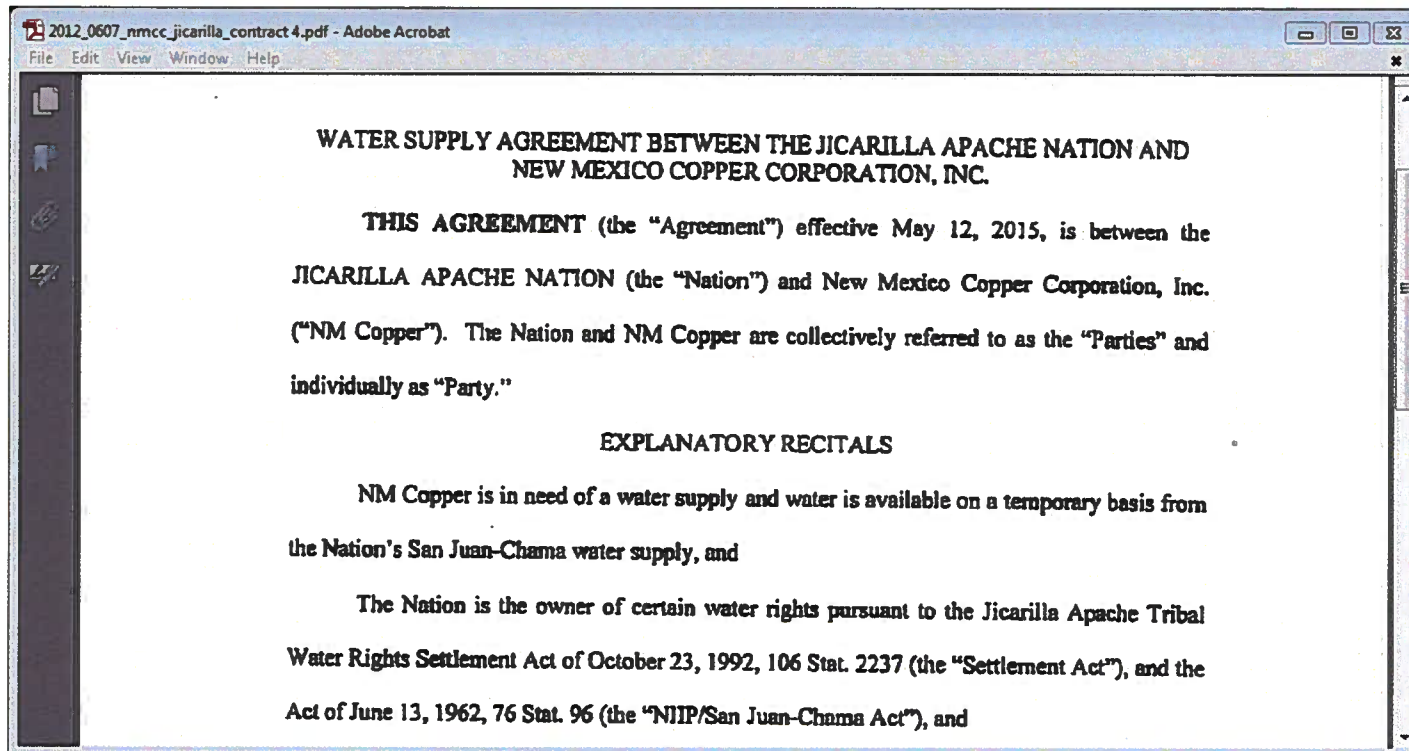 2012_0607_nmcc_jicarilla_contract 4.pdf - Adobe Acrobat
File Edit View Window Help
WATER SUPPLY AGREEMENT BETWEEN THE JICARILLA APACHE NATION AND
NEW MEXICO COPPER CORPORATION, INC.
THIS AGREEMENT (the “Agreement”) effective May 12, 2015, is between the
JICARILLA APACHE NATION (the “Nation”) and New Mexico Copper Corporation, Inc.
(“NM Copper”). The Nation and NM Copper are collectively referred to as the “Parties” and
individually as “Party.”
EXPLANATORY RECITALS
NM Copper is in need of a water supply and water is available on a temporary basis from
the Nation’s San Juan-Chama water supply, and
The Nation is the owner of certain water rights pursuant to the Jicarilla Apache Tribal
Water Rights Settlement Act of October 23, 1992, 106 Stat. 2237 (the “Settlement Act”), and the
Act of June 13, 1962, 76 Stat. 96 (the “NIIP/San Juan-Chama Act”), and